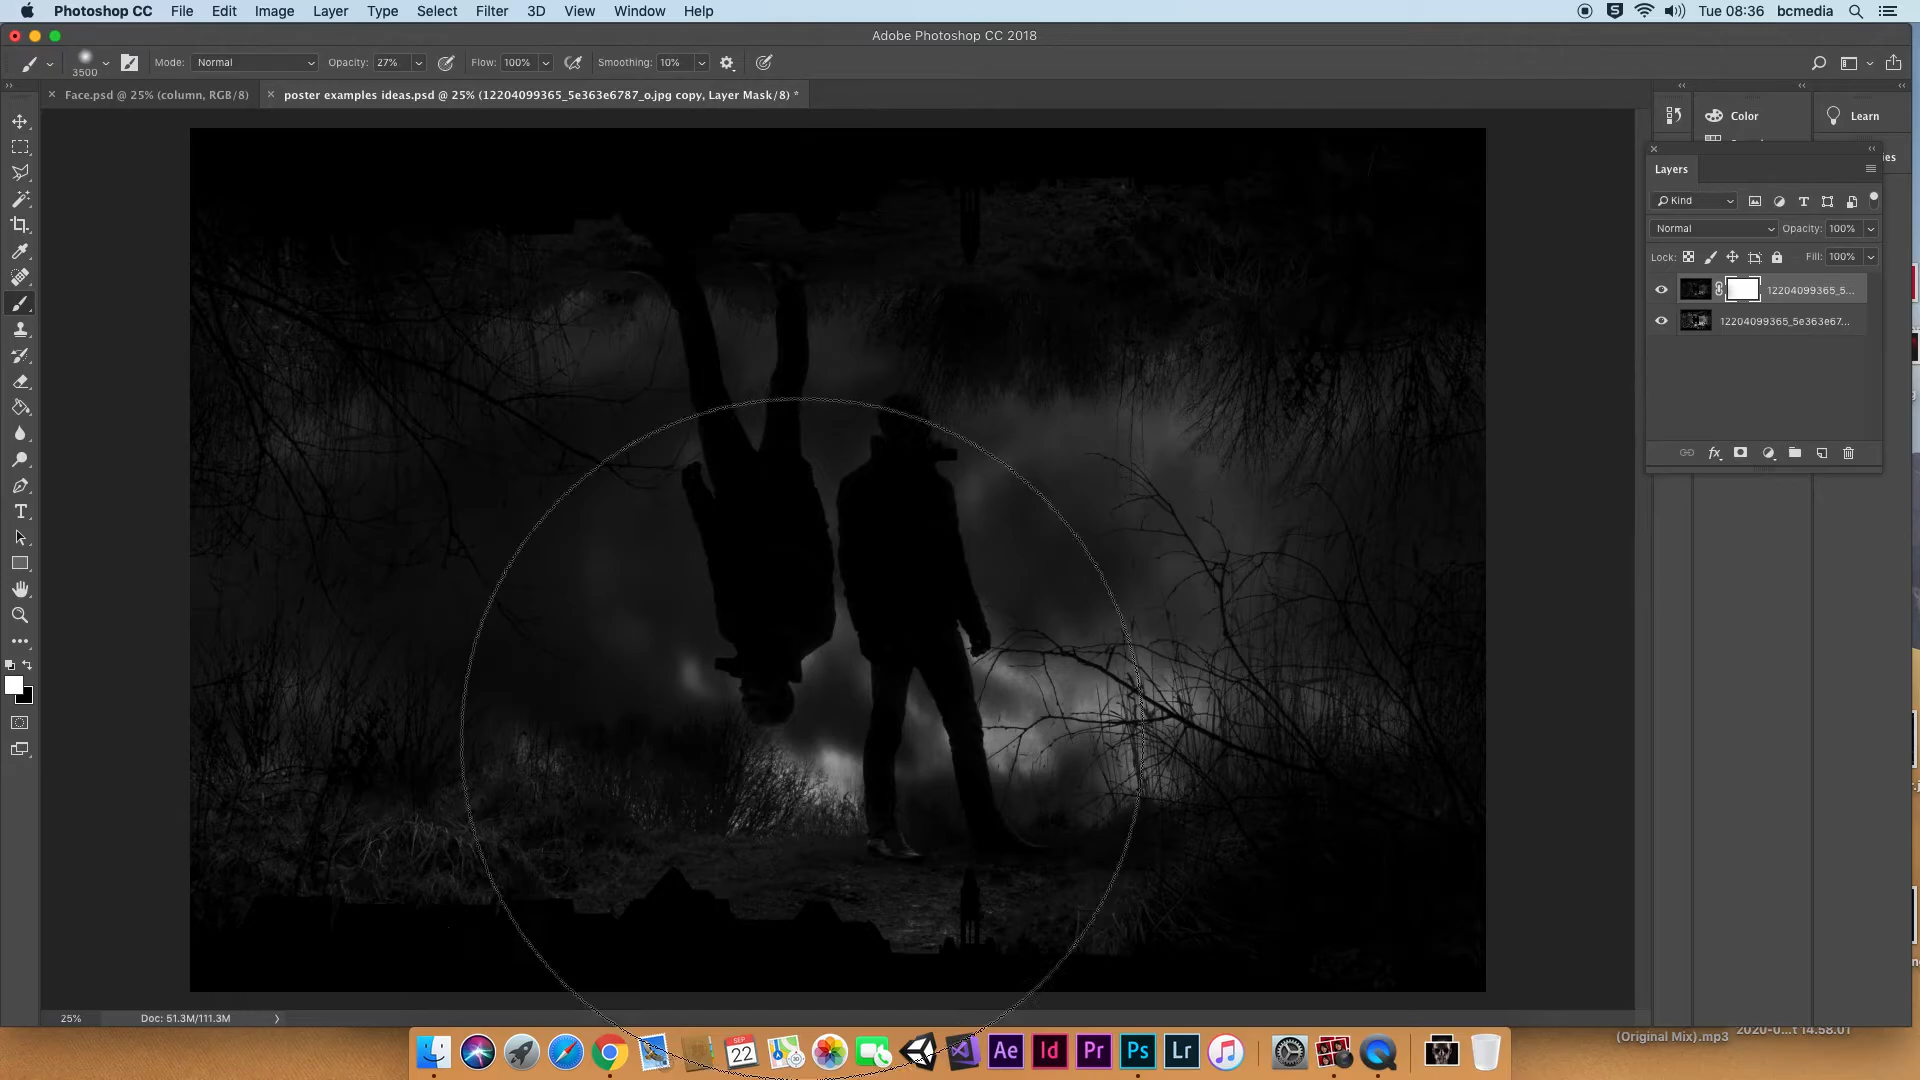 Photoshop CC File Edit Image Layer Type Select Filter 3D View Window Help Tue 08:36 bcmedia
Adobe Photoshop CC 2018
3500 Mode: Normal Opacity: 27% Flow: 100% Smoothing: 10%
Face.psd @ 25% (column, RGB/8) poster examples ideas.psd @ 25% (12204099365_5e363e6787_o.jpg copy, Layer Mask/8) *
Color Learn
ies
Layers
Kind
Normal Opacity: 100%
Lock: Fill: 100%
12204099365_5...
12204099365_5e363e67...
fx
T
25% Doc: 51.3M/111.3M
(Original Mix).mp3 2020-0...t 14.58.01
SEP
22
Ae Id Pr Ps Lr